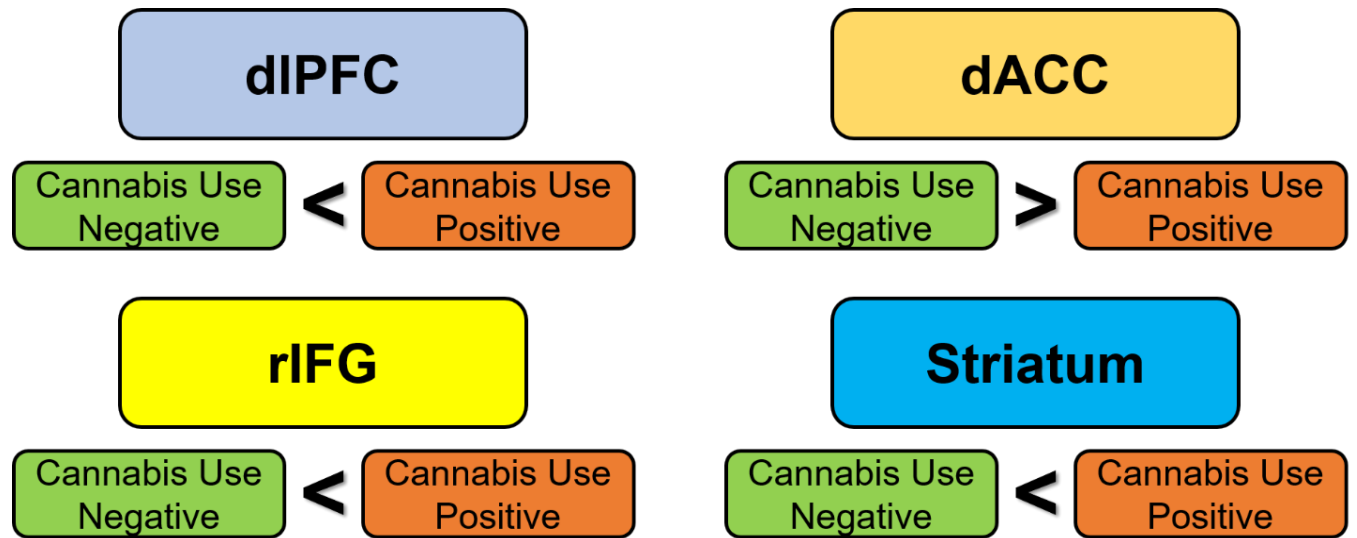 dlPFC
Cannabis Use
Negative
<
Cannabis Use
Positive
dACC
Cannabis Use
Negative
>
Cannabis Use
Positive
rIFG
Cannabis Use
Negative
<
Cannabis Use
Positive
Striatum
Cannabis Use
Negative
<
Cannabis Use
Positive